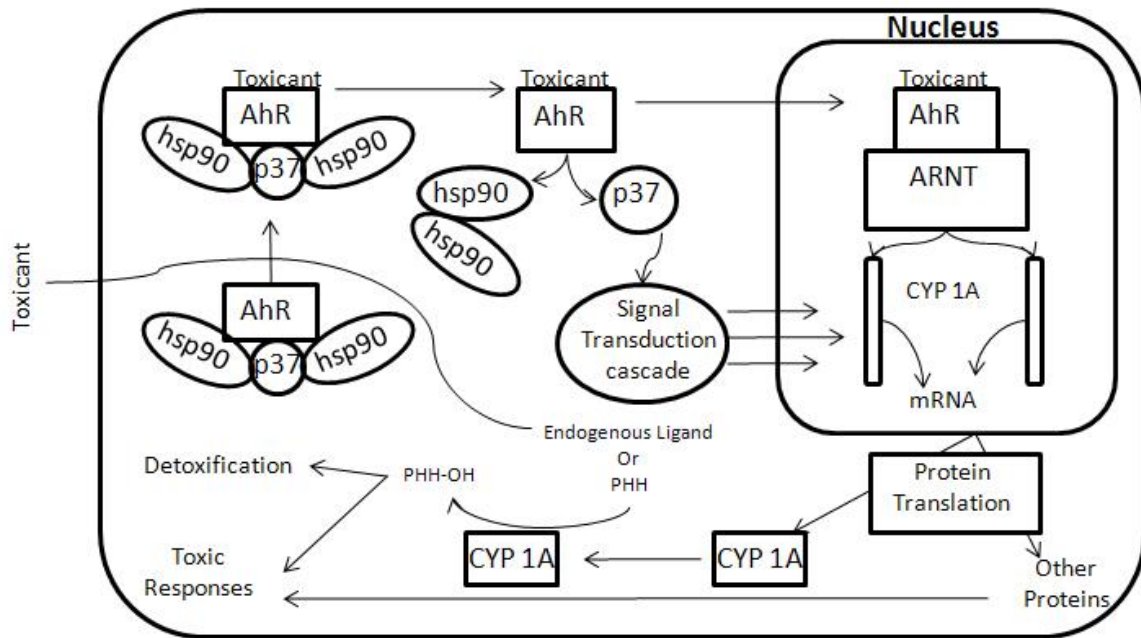 Nucleus
Toxicant
AhR
hsp90
p37
hsp90
Toxicant
AhR
hsp90
hsp90
p37
Toxicant
AhR
ARNT
CYP 1A
mRNA
Toxicant
AhR
hsp90
p37
hsp90
Signal
Transduction
cascade
Endogenous Ligand
Or
PHH
PHH-OH
Detoxification
Toxic
Responses
CYP 1A
CYP 1A
Protein
Translation
Other
Proteins